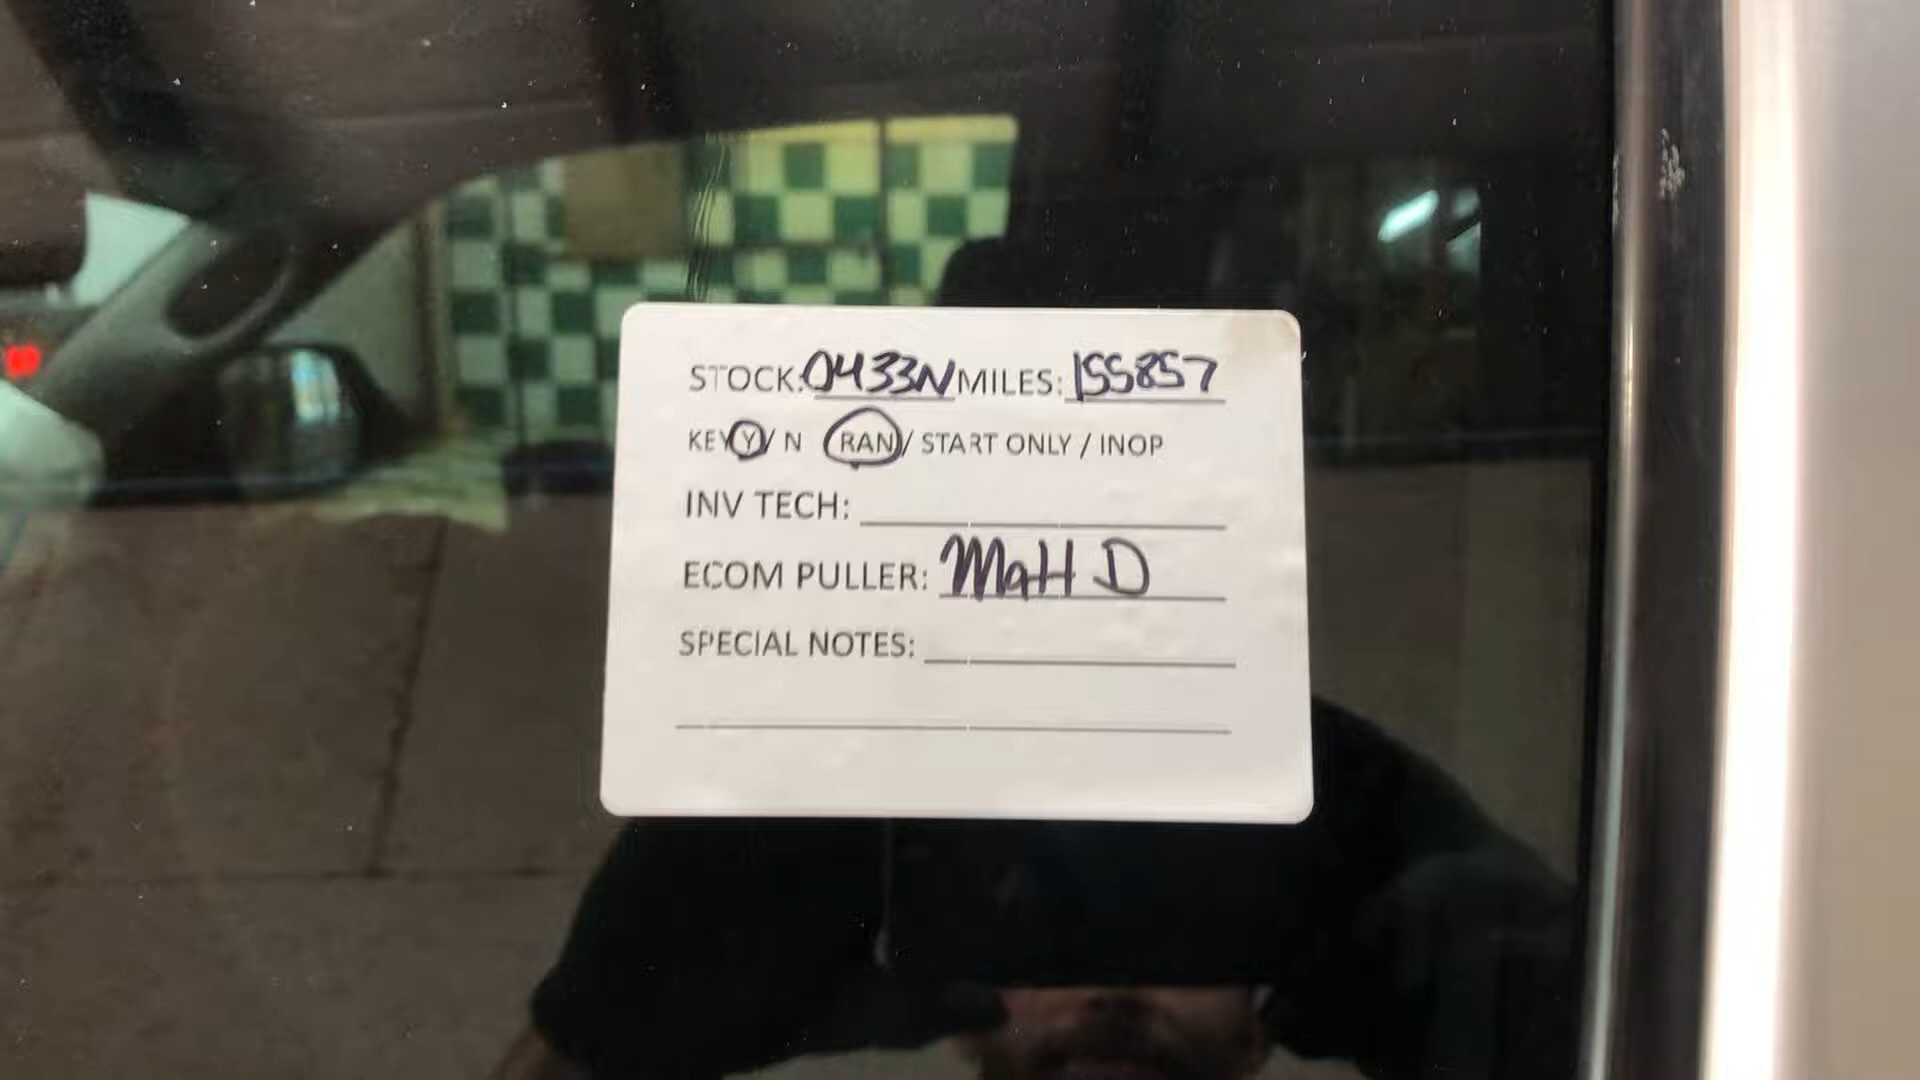 STOCK: 0433N MILES: 155857
KEY Y / N RAN / START ONLY / INOP
INV TECH:
ECOM PULLER: Matt D
SPECIAL NOTES: